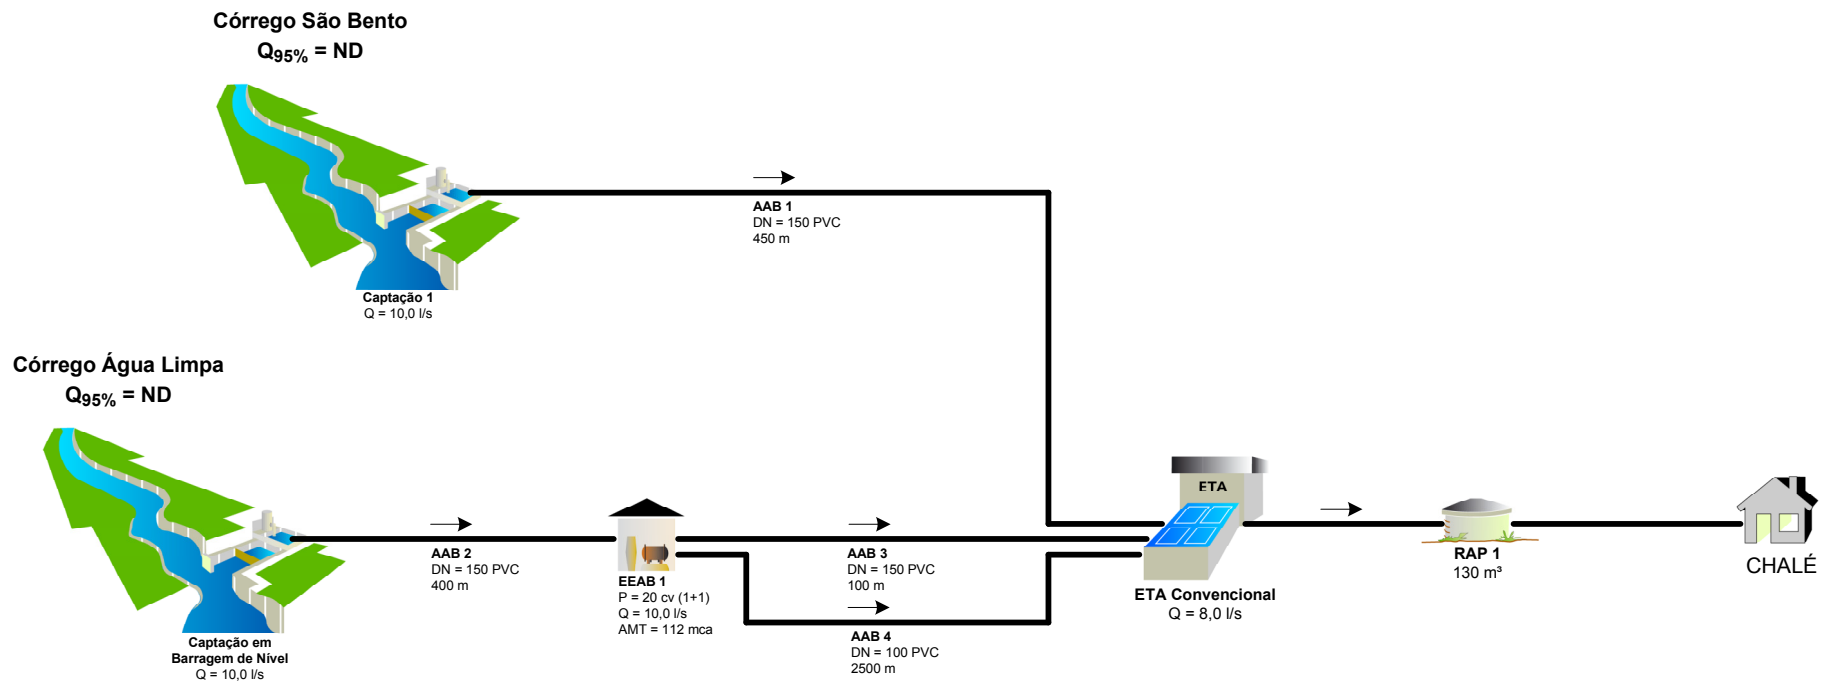 Córrego São Bento
Q95% = ND
Captação 1
Q = 10,0 l/s
AAB 1
DN = 150 PVC
450 m
Córrego Água Limpa
Q95% = ND
Captação em
Barragem de Nível
Q = 10,0 l/s
AAB 2
DN = 150 PVC
400 m
EEAB 1
P = 20 cv (1+1)
Q = 10,0 l/s
AMT = 112 mca
AAB 3
DN = 150 PVC
100 m
AAB 4
DN = 100 PVC
2500 m
ETA
ETA Convencional
Q = 8,0 l/s
RAP 1
130 m³
CHALÉ